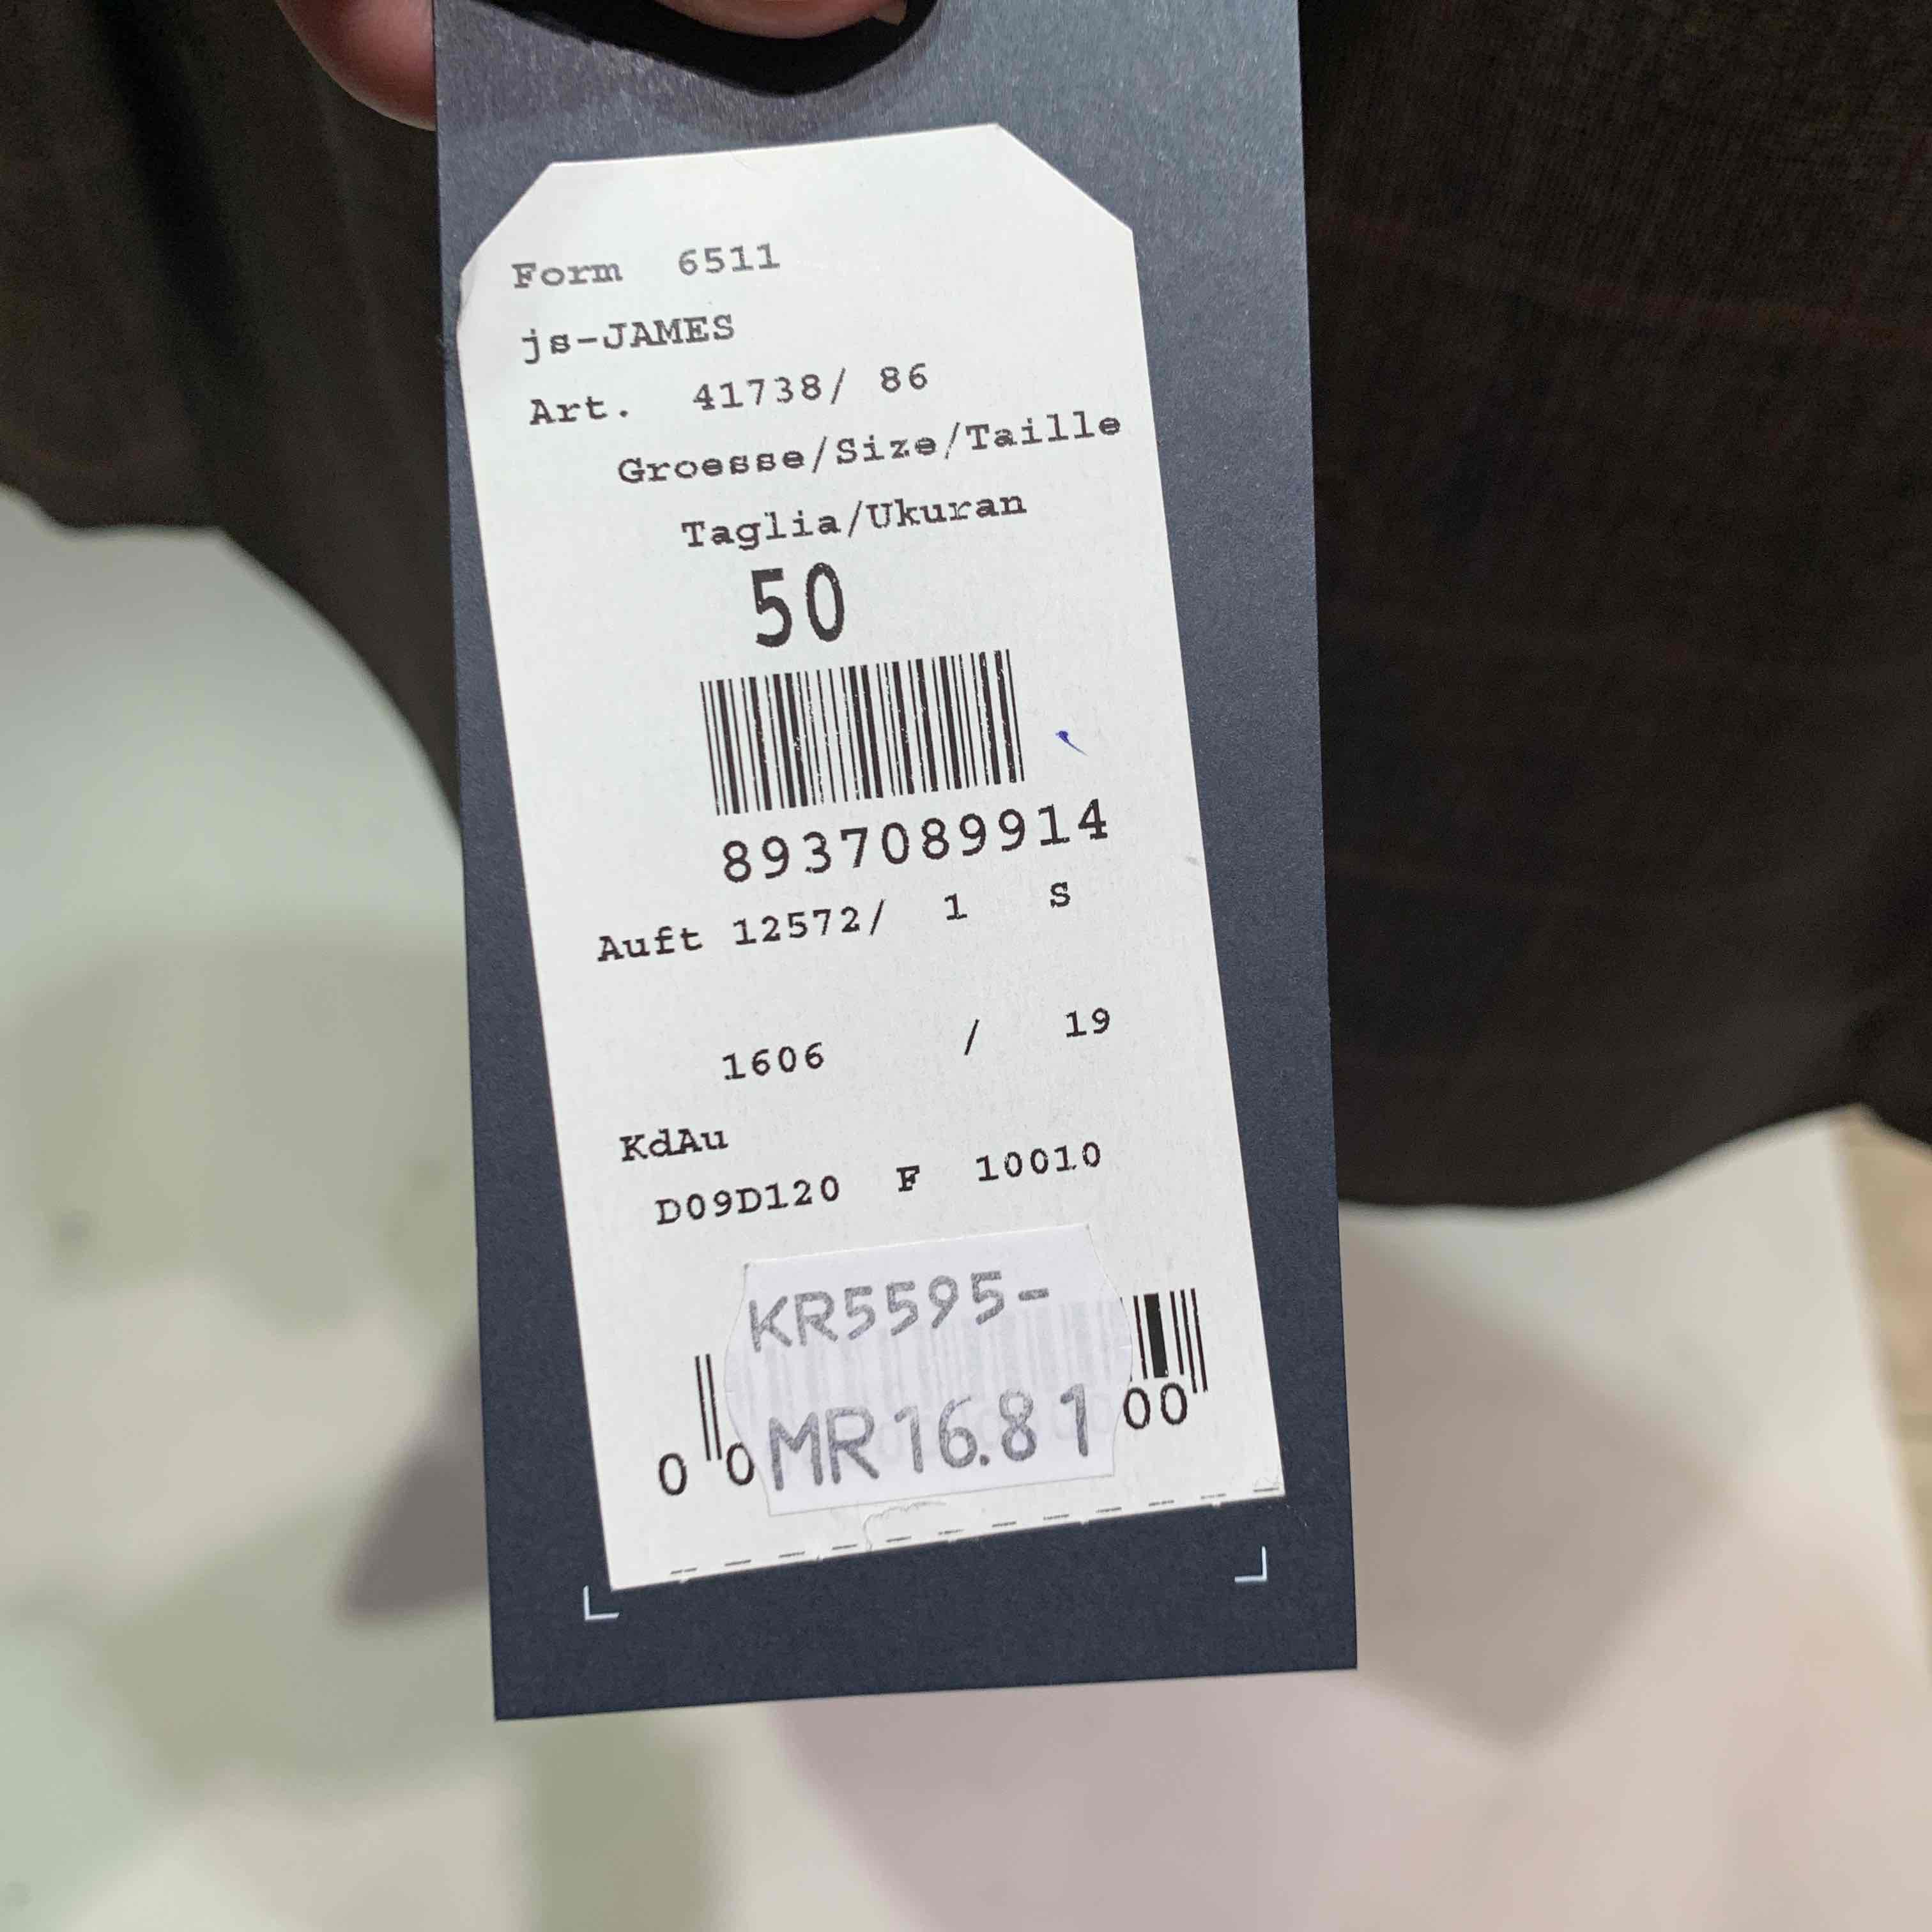 Form 6511
js-JAMES
Art. 41738/ 86
Groesse/Size/Taille
Taglia/Ukuran
50
8937089914
Auft 12572/ 1 S
1606 / 19
KdAu
D09D120 F 10010
KR5595-
MR16.81
0 0
00